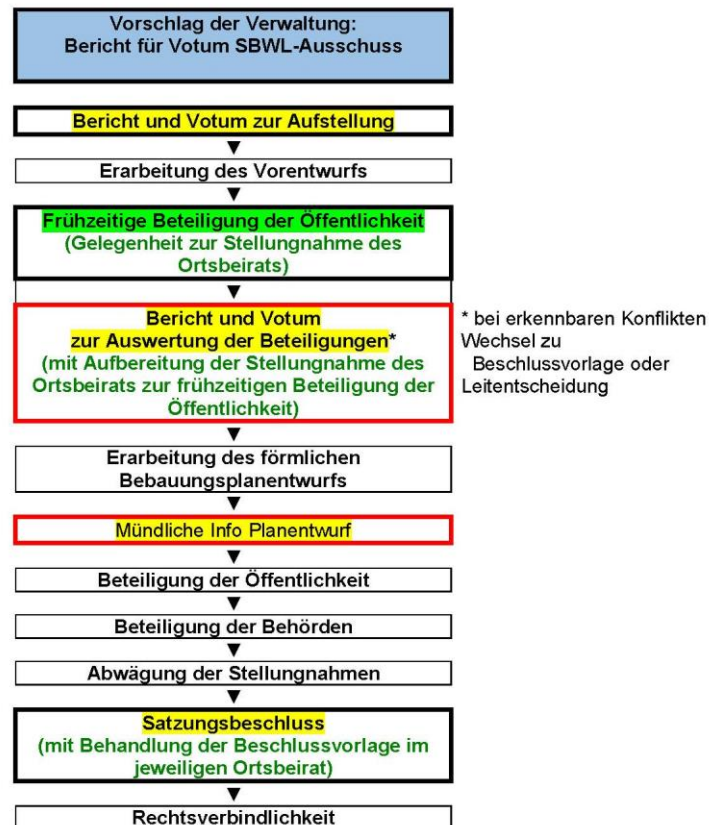 Vorschlag der Verwaltung:
Bericht für Votum SBWL-Ausschuss
Bericht und Votum zur Aufstellung
Erarbeitung des Vorentwurfs
Frühzeitige Beteiligung der Öffentlichkeit
(Gelegenheit zur Stellungnahme des
Ortsbeirats)
Bericht und Votum
zur Auswertung der Beteiligungen*
(mit Aufbereitung der Stellungnahme des
Ortsbeirats zur frühzeitigen Beteiligung der
Öffentlichkeit)
* bei erkennbaren Konflikten
Wechsel zu
Beschlussvorlage oder
Leitentscheidung
Erarbeitung des förmlichen
Bebauungsplanentwurfs
Mündliche Info Planentwurf
Beteiligung der Öffentlichkeit
Beteiligung der Behörden
Abwägung der Stellungnahmen
Satzungsbeschluss
(mit Behandlung der Beschlussvorlage im
jeweiligen Ortsbeirat)
Rechtsverbindlichkeit